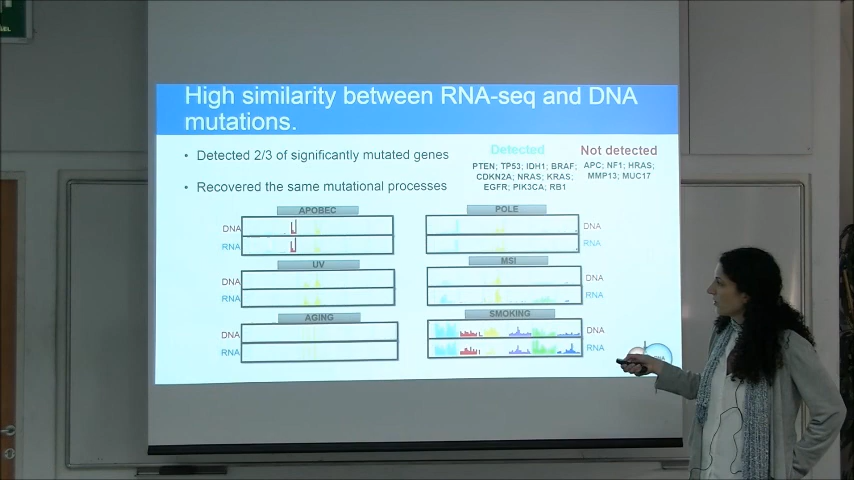 High similarity between RNA-seq and DNA
mutations.
• Detected 2/3 of significantly mutated genes
• Recovered the same mutational processes
Detected
PTEN; TP53; IDH1; BRAF;
CDKN2A; NRAS; KRAS;
EGFR; PIK3CA; RB1
Not detected
APC; NF1; HRAS;
MMP13; MUC17
APOBEC
DNA
RNA
UV
DNA
RNA
AGING
DNA
RNA
POLE
DNA
RNA
MSI
DNA
RNA
SMOKING
DNA
RNA